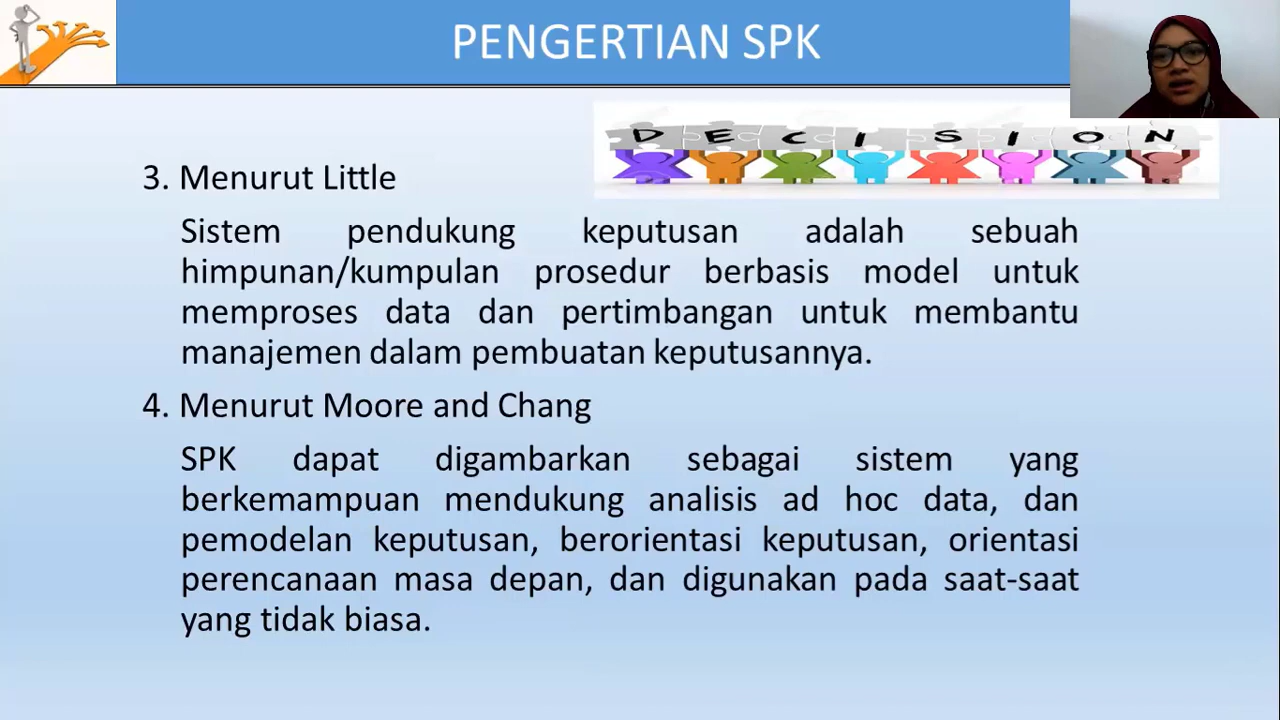 PENGERTIAN SPK
DECISION
3. Menurut Little
Sistem pendukung keputusan adalah sebuah
himpunan/kumpulan prosedur berbasis model untuk
memproses data dan pertimbangan untuk membantu
manajemen dalam pembuatan keputusannya.
4. Menurut Moore and Chang
SPK dapat digambarkan sebagai sistem yang
berkemampuan mendukung analisis ad hoc data, dan
pemodelan keputusan, berorientasi keputusan, orientasi
perencanaan masa depan, dan digunakan pada saat-saat
yang tidak biasa.